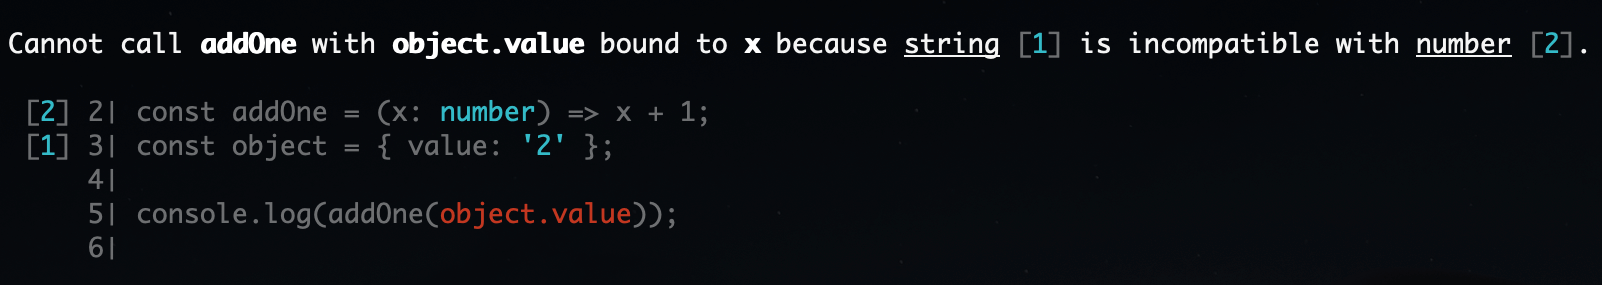 Cannot call addOne with object.value bound to x because string [1] is incompatible with number [2].
[2] 2| const addOne = (x: number) => x + 1;
[1] 3| const object = { value: '2' };
4|
5| console.log(addOne(object.value));
6|